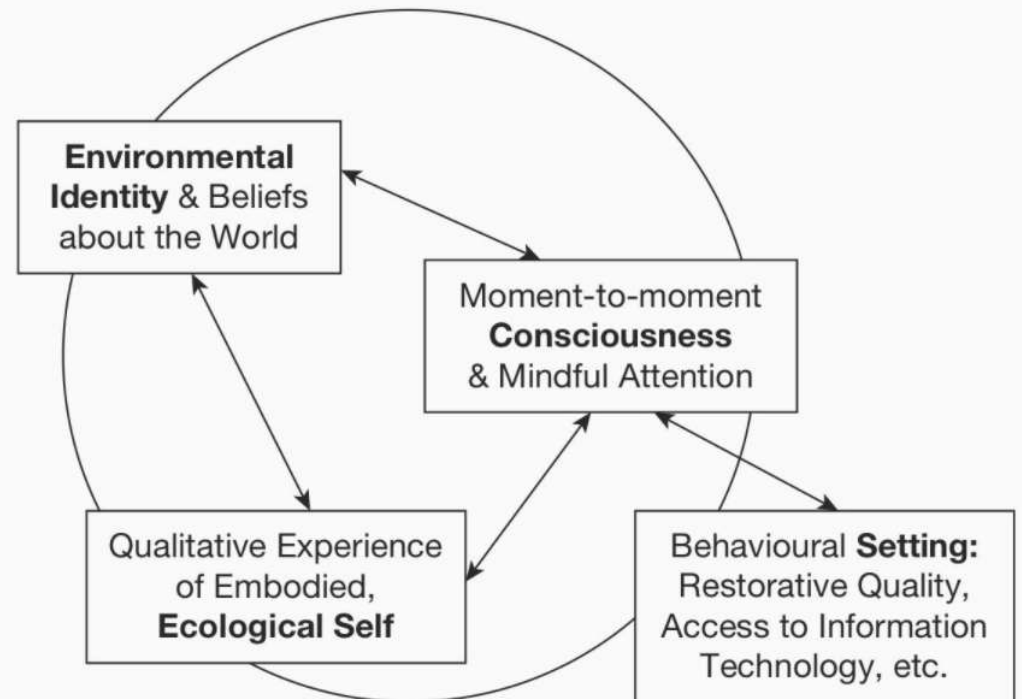 Environmental
Identity & Beliefs
about the World
Moment-to-moment
Consciousness
& Mindful Attention
Qualitative Experience
of Embodied,
Ecological Self
Behavioural Setting:
Restorative Quality,
Access to Information
Technology, etc.